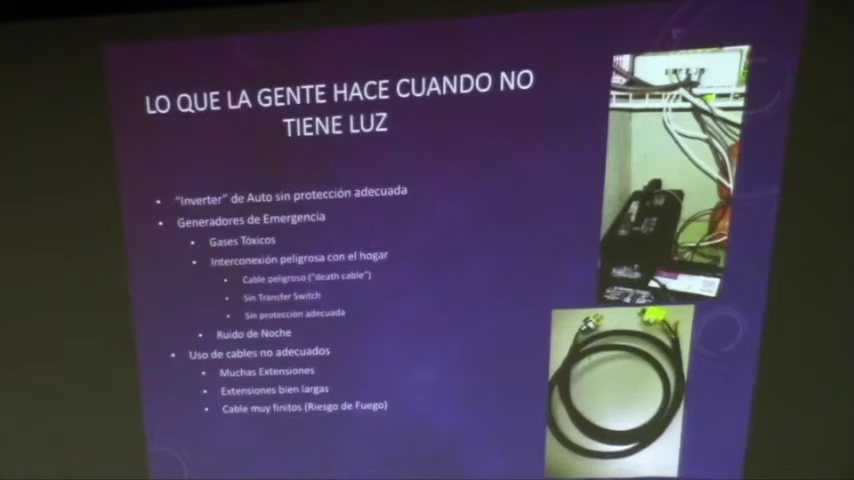 LO QUE LA GENTE HACE CUANDO NO
TIENE LUZ
"Inverter" de Auto sin protección adecuada
Generadores de Emergencia
Gases Tóxicos
Interconexión peligrosa con el hogar
Cable peligroso ("death cable")
Sin Transfer Switch
Sin protección adecuada
Ruido de Noche
Uso de cables no adecuados
Muchas Extensiones
Extensiones bien largas
Cable muy finitos (Riesgo de Fuego)